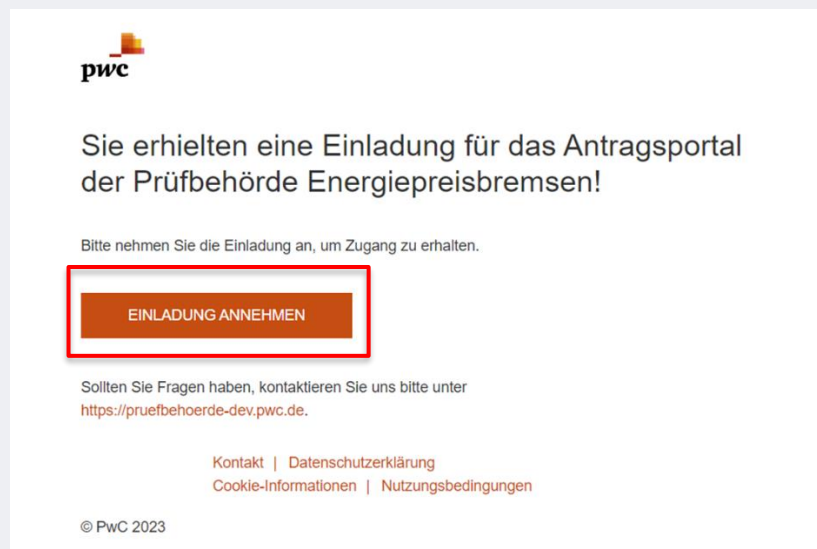 pwc
Sie erhielten eine Einladung für das Antragsportal
der Prüfbehörde Energiepreisbremsen!
Bitte nehmen Sie die Einladung an, um Zugang zu erhalten.
EINLADUNG ANNEHMEN
Sollten Sie Fragen haben, kontaktieren Sie uns bitte unter
https://pruefbehoerde-dev.pwc.de.
Kontakt | Datenschutzerklärung
Cookie-Informationen | Nutzungsbedingungen
© PwC 2023